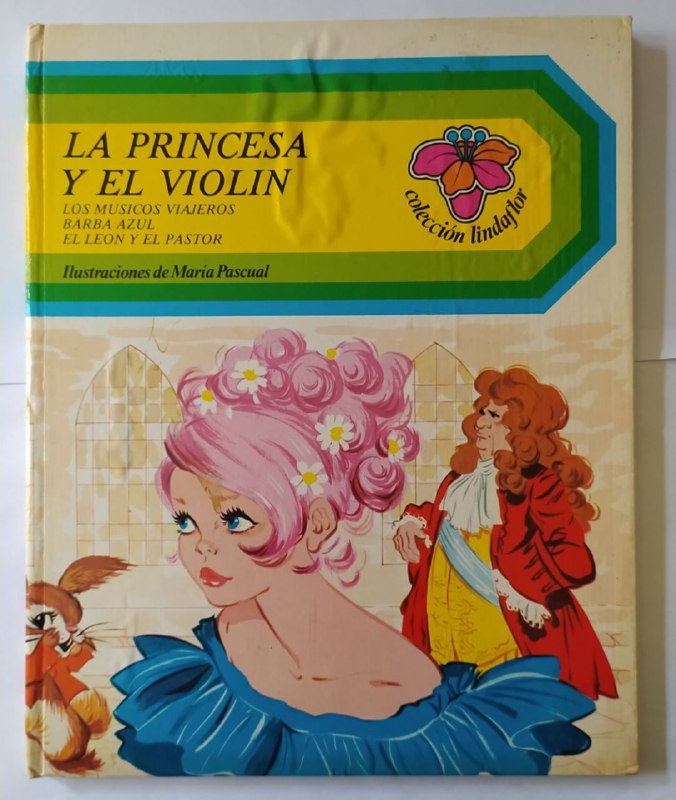 LA PRINCESA
Y EL VIOLIN
LOS MUSICOS VIAJEROS
BARBA AZUL
EL LEON Y EL PASTOR
Ilustraciones de María Pascual
colección lindaflor